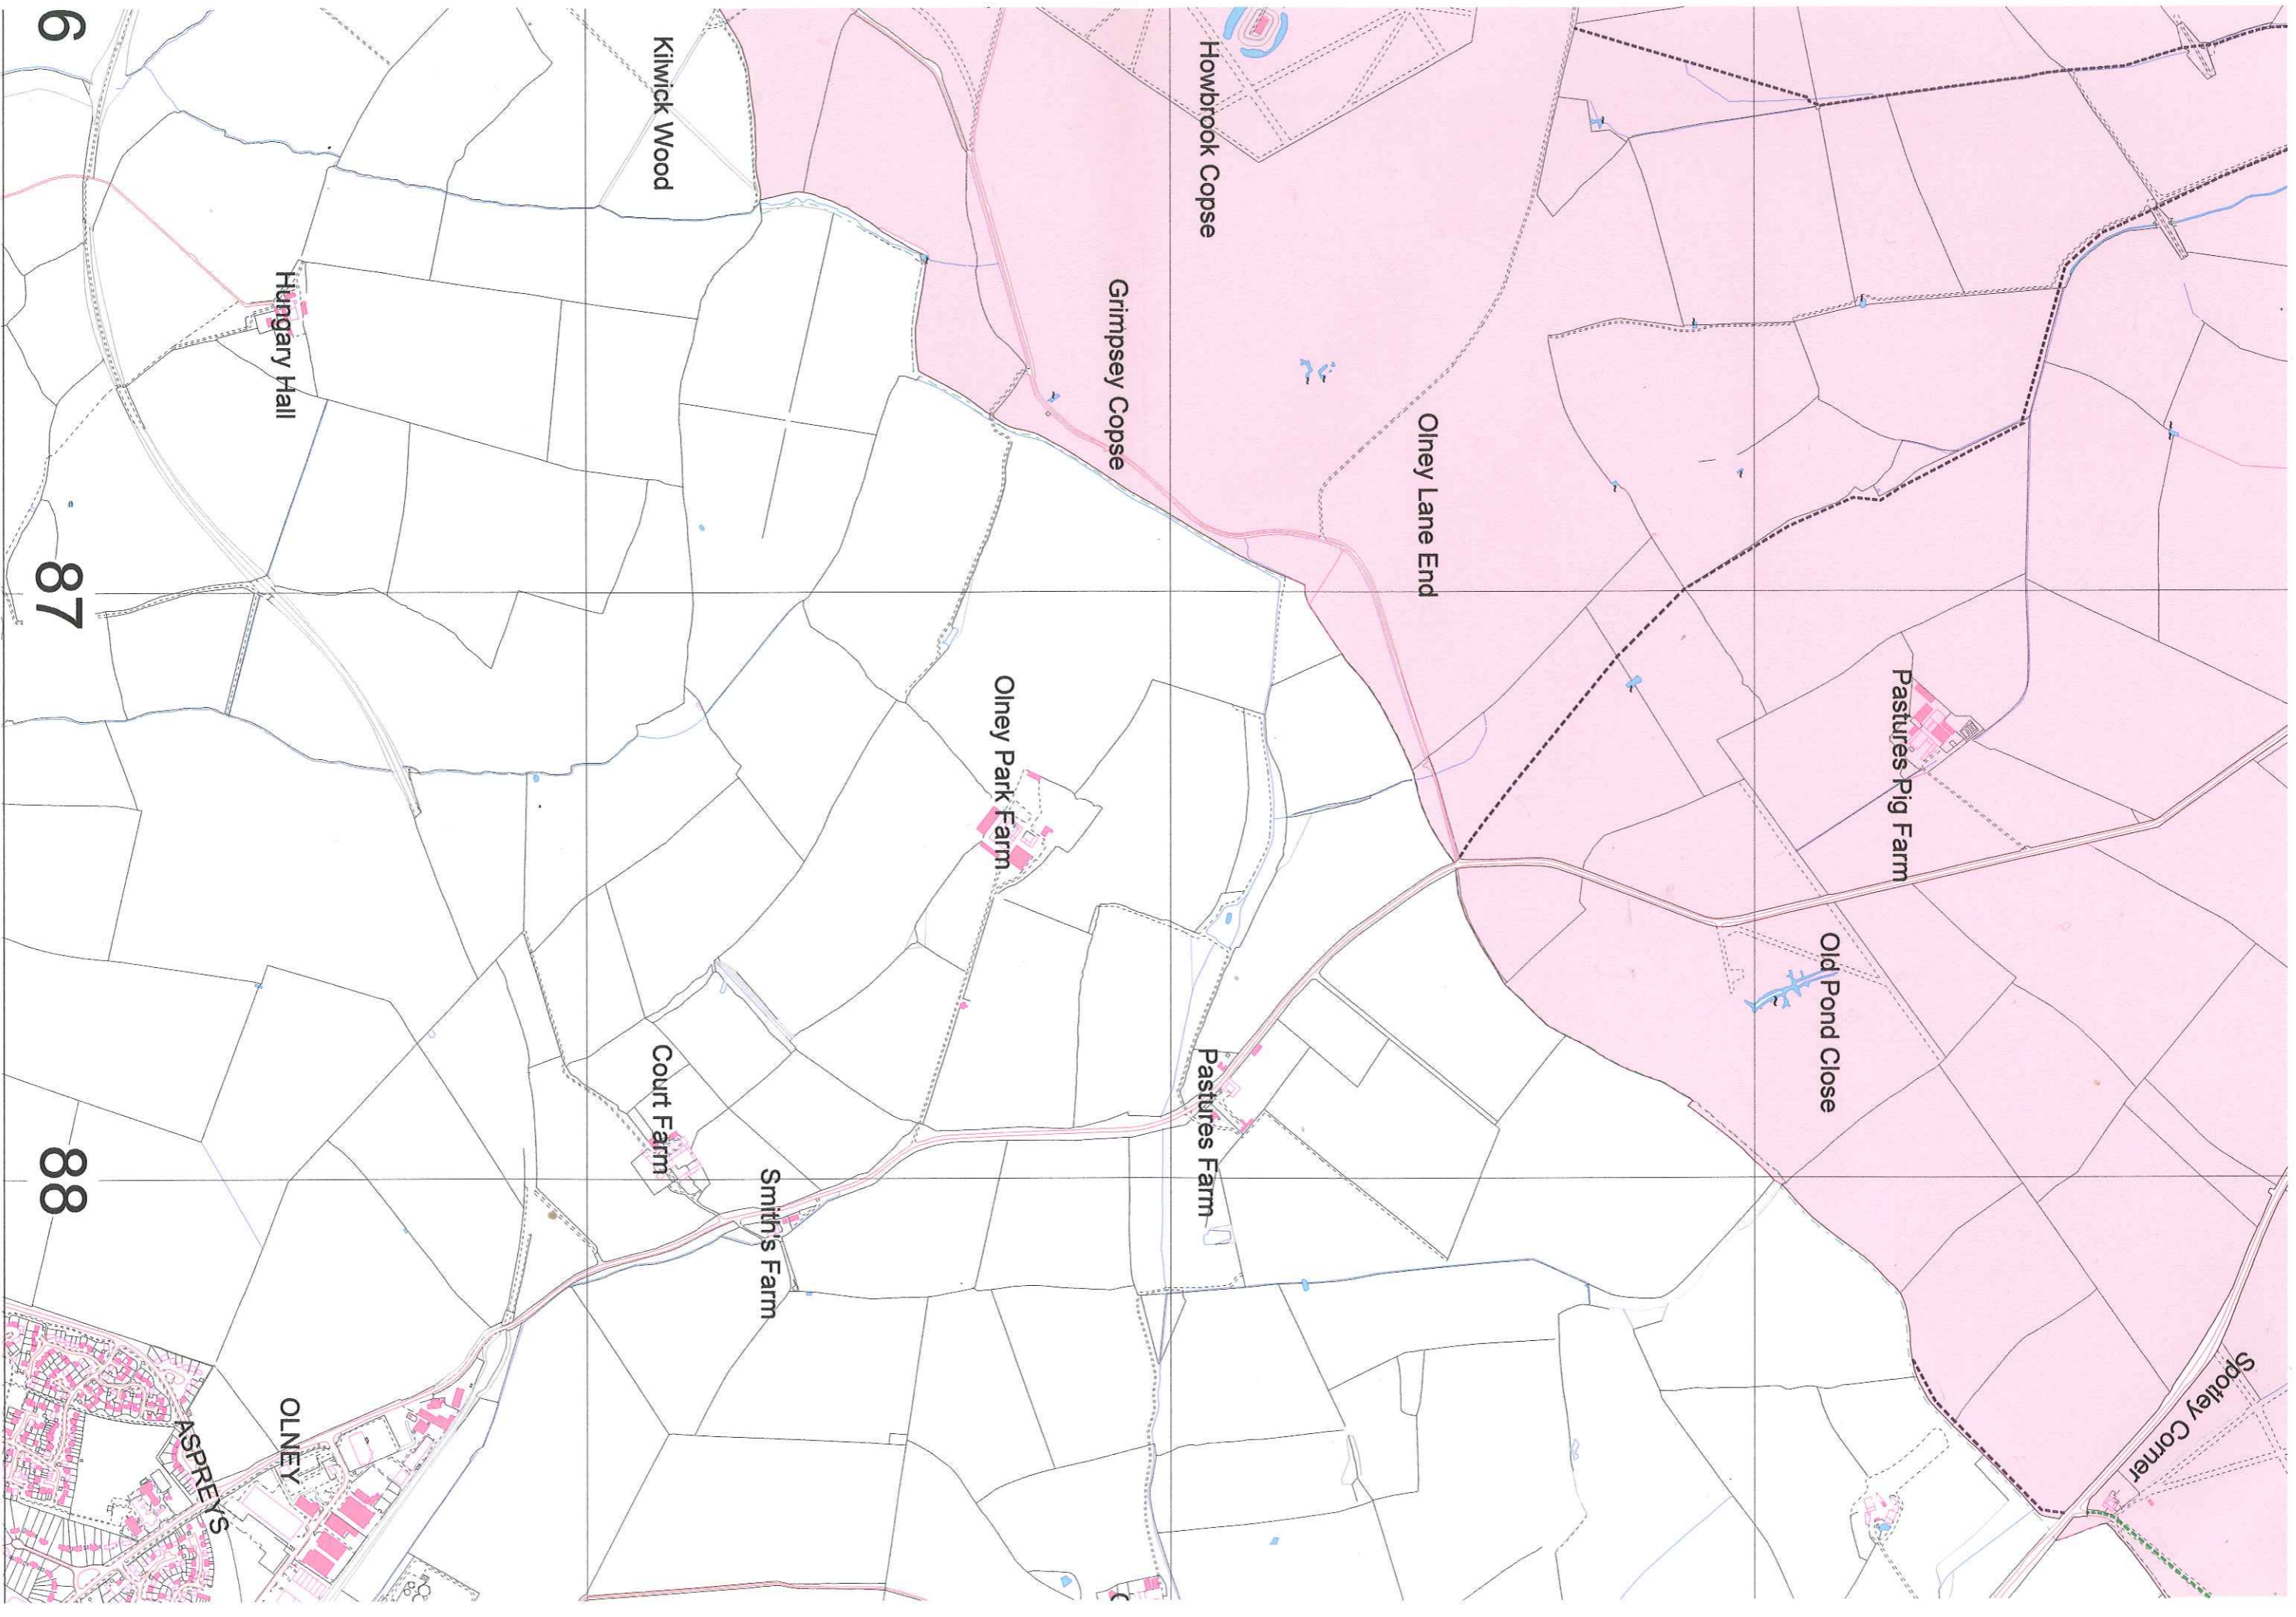 6
87
88
Kilwick Wood
Howbrook Copse
Hungary Hall
Grimpsey Copse
Olney Lane End
Olney Park Farm
Pastures Pig Farm
Old Pond Close
Court Farm
Pastures Farm
Smith's Farm
Spotley Corner
OLNEY
ASPREYS